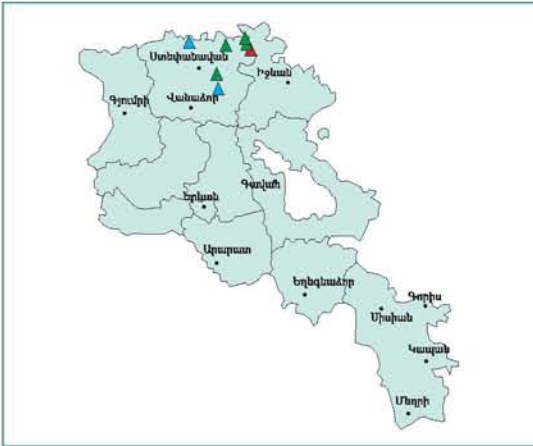 Ստեփանավան
Իջևան
Գյումրի
Վանաձոր
Գավառ
Երևան
Արարատ
Եղեգնաձոր
Գորիս
Սիսիան
Կապան
Մեղրի